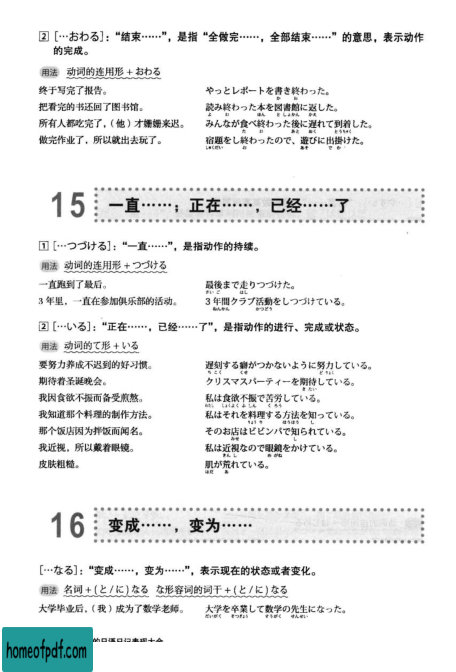 2 […おわる]：“结束……”，是指“全做完……，全部结束……”的意思，表示动作
的完成。
用法 动词的连用形＋おわる
终于写完了报告。 やっとレポートを書き終わった。
把看完的书还回了图书馆。 読み終わった本を図書館に返した。
所有人都吃完了，（他）才姗姗来迟。 みんなが食べ終わった後に遅れて到着した。
做完作业了，所以就出去玩了。 宿題をし終わったので、遊びに出掛けた。
15 一直……；正在……，已经……了
1 […つづける]：“一直……”，是指动作的持续。
用法 动词的连用形＋つづける
一直跑到了最后。 最後まで走りつづけた。
3 年里，一直在参加俱乐部的活动。 3 年間クラブ活動をしつづけている。
2 […いる]：“正在……，已经……了”，是指动作的进行、完成或状态。
用法 动词的て形＋いる
要努力养成不迟到的好习惯。 遅刻する癖がつかないように努力している。
期待着圣诞晚会。 クリスマスパーティーを期待している。
我因食欲不振而备受煎熬。 私は食欲不振で苦労している。
我知道那个料理的制作方法。 私はそれを料理する方法を知っている。
那个饭店因为拌饭而闻名。 そのお店はビビンバで知られている。
我近视，所以戴着眼镜。 私は近視なので眼鏡をかけている。
皮肤粗糙。 肌が荒れている。
16 变成……，变为……
[…なる]：“变成……，变为……”，表示现在的状态或者变化。
用法 名词＋(と/に)なる な形容词的词干＋(と/に)なる
大学毕业后，（我）成为了数学老师。 大学を卒業して数学の先生になった。
homeofpdf.com